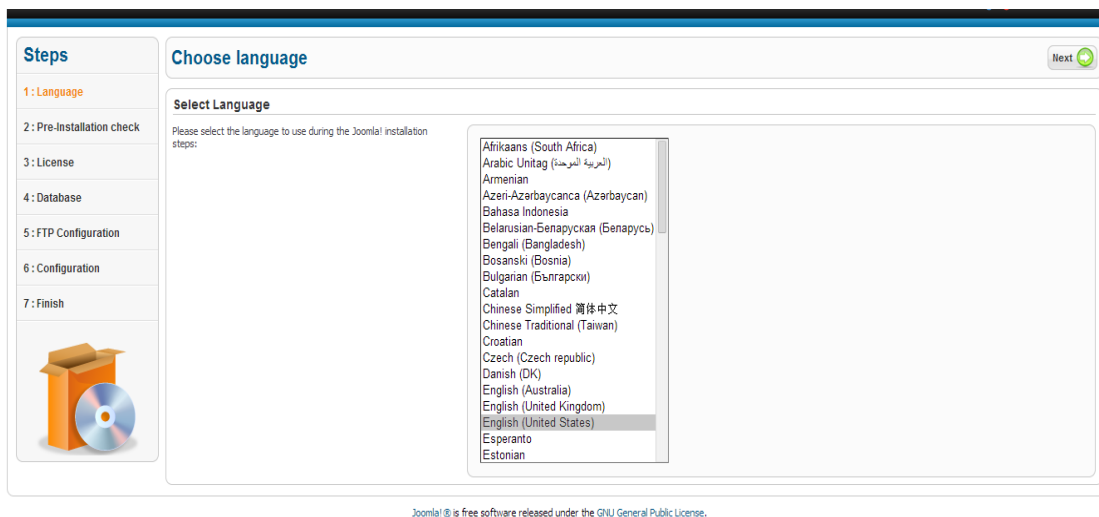 Steps
1 : Language
2 : Pre-Installation check
3 : License
4 : Database
5 : FTP Configuration
6 : Configuration
7 : Finish
Choose language
Next
Select Language
Please select the language to use during the Joomla! installation
steps:
Afrikaans (South Africa)
Arabic Unitag (العربية الموحدة)
Armenian
Azeri-Azərbaycanca (Azərbaycan)
Bahasa Indonesia
Belarusian-Беларуская (Беларусь)
Bengali (Bangladesh)
Bosanski (Bosnia)
Bulgarian (Български)
Catalan
Chinese Simplified 简体中文
Chinese Traditional (Taiwan)
Croatian
Czech (Czech republic)
Danish (DK)
English (Australia)
English (United Kingdom)
English (United States)
Esperanto
Estonian
Joomla! ® is free software released under the GNU General Public License.